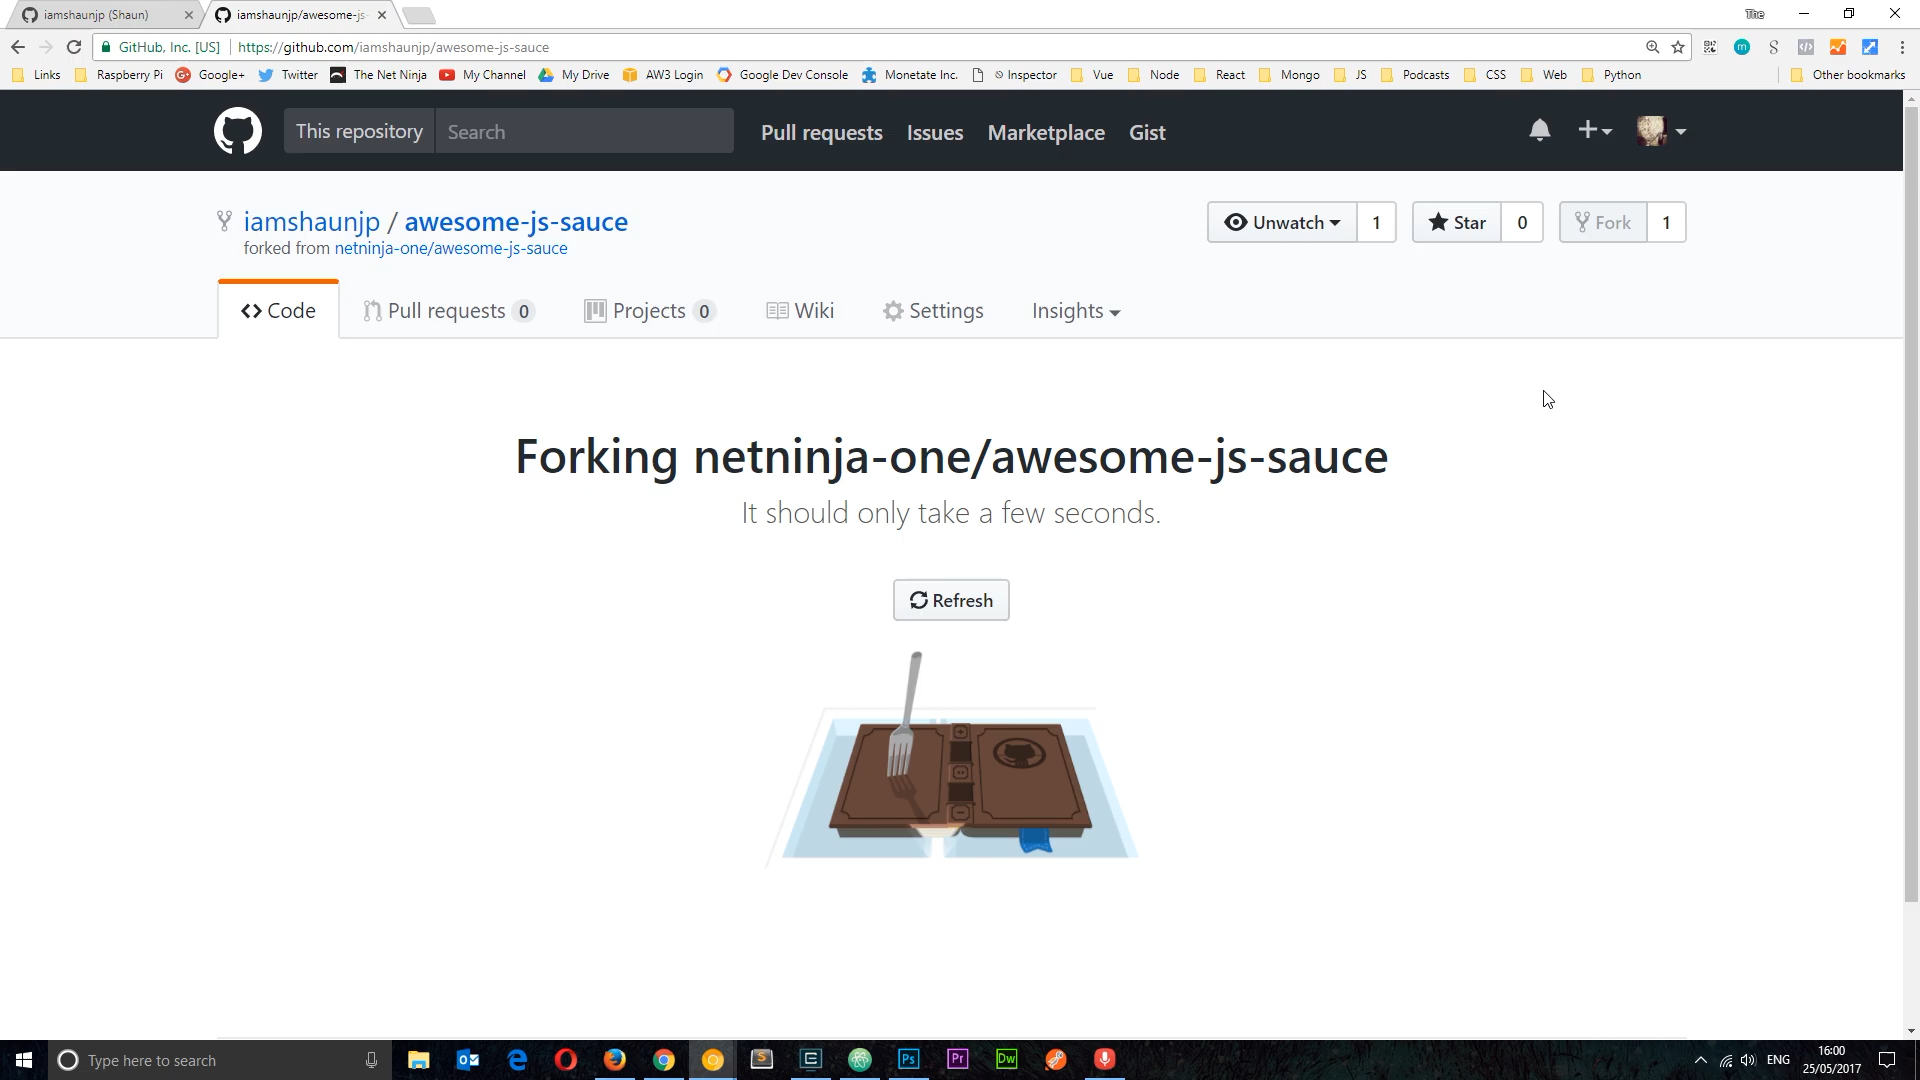 iamshaunjp (Shaun)
iamshaunjp/awesome-js-
The
GitHub, Inc. [US]
https://github.com/iamshaunjp/awesome-js-sauce
Links Raspberry Pi Google+ Twitter The Net Ninja My Channel My Drive AW3 Login Google Dev Console Monetate Inc. Inspector Vue Node React Mongo JS Podcasts CSS Web Python Other bookmarks
This repository Search Pull requests Issues Marketplace Gist
iamshaunjp / awesome-js-sauce
Unwatch 1 Star 0 Fork 1
forked from netninja-one/awesome-js-sauce
Code Pull requests 0 Projects 0 Wiki Settings Insights
Forking netninja-one/awesome-js-sauce
It should only take a few seconds.
Refresh
Type here to search
Ps
Pr
Dw
ENG
16:00
25/05/2017